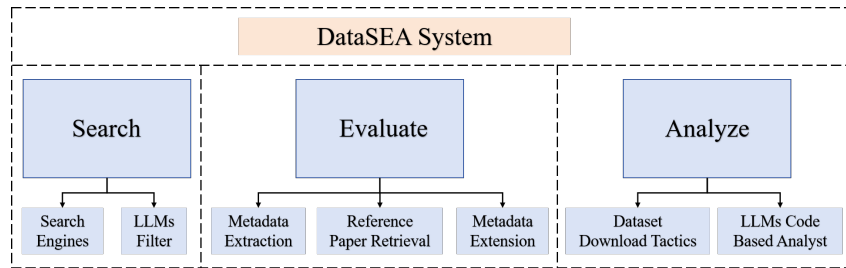 DataSEA System
Search
Evaluate
Analyze
Search
Engines
LLMs
Filter
Metadata
Extraction
Reference
Paper Retrieval
Metadata
Extension
Dataset
Download Tactics
LLMs Code
Based Analyst